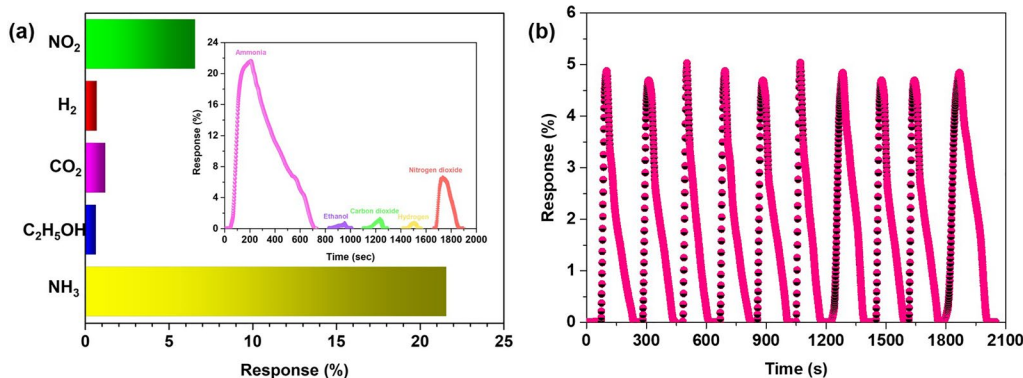 (a)
NO2
H2
CO2
C2H5OH
NH3
0 5 10 15 20 25
Response (%)
24
20
16
12
8
4
0
Response (%)
Ammonia
Ethanol
Carbon dioxide
Hydrogen
Nitrogen dioxide
0 200 400 600 800 1000 1200 1400 1600 1800 2000
Time (sec)
(b)
6
5
4
3
2
1
0
Response (%)
0 300 600 900 1200 1500 1800 2100
Time (s)